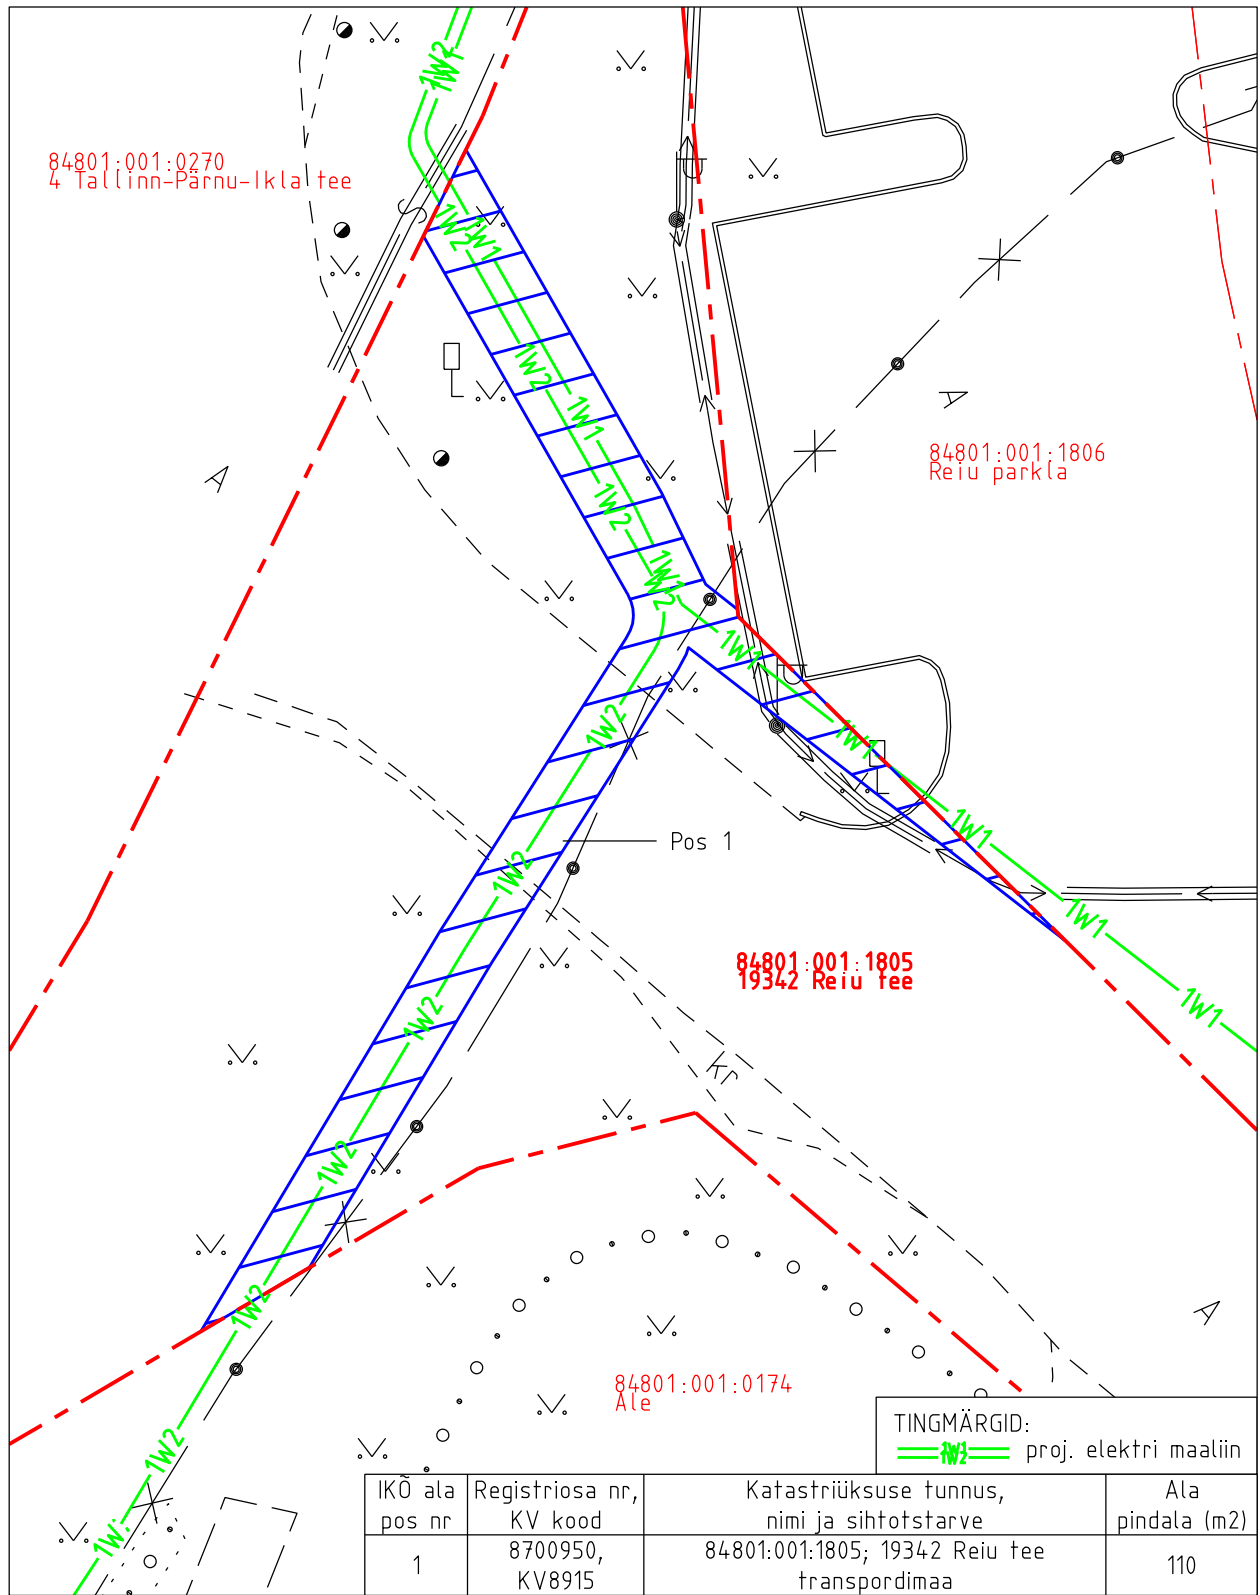 1W2
1W1
84801:001:0270
4 Tallinn-Pärnu-Ikla tee
S
1W2
1W1
1W2
1W1
A
84801:001:1806
Reiu parkla
A
1W2
1W1
1W2
1W1
1W2
1W1
Pos 1
1W2
1W1
1W1
84801:001:1805
19342 Reiu tee
1W1
1W2
kr
1W2
1W2
A
84801:001:0174
Ale
1W2
1W
TINGMÄRGID:
proj. elektri maaliin
IKÕ ala pos nr
Registriosa nr, KV kood
Katastriüksuse tunnus, nimi ja sihtotstarve
Ala pindala (m2)
1
8700950, KV8915
84801:001:1805; 19342 Reiu tee transpordimaa
110